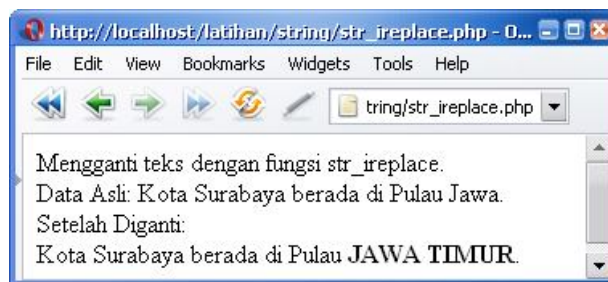 http://localhost/latihan/string/str_ireplace.php - O...
File Edit View Bookmarks Widgets Tools Help
tring/str_ireplace.php
Mengganti teks dengan fungsi str_ireplace.
Data Asli: Kota Surabaya berada di Pulau Jawa.
Setelah Diganti:
Kota Surabaya berada di Pulau JAWA TIMUR.